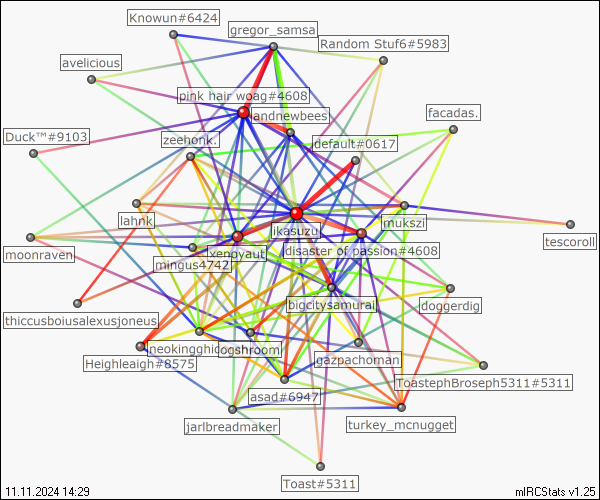 Knowun#6424
gregor_samsa
Random Stuf6#5983
avelicious
pink hair woag#4608
landnewbees
facadas.
Duck™#9103
zeehonk.
default#0617
lahnk
ikasuzu
mukszi
tescoroll
moonraven
xenoyaut
disaster of passion#4608
mingus4742
bigcitysamurai
doggerdig
thiccusboiusalexusjoneus
neokingghidorah
shroom
gazpachoman
Heighleaigh#8575
ToastephBroseph5311#5311
asad#6947
jarlbreadmaker
turkey_mcnugget
Toast#5311
11.11.2024 14:29
mIRCStats v1.25